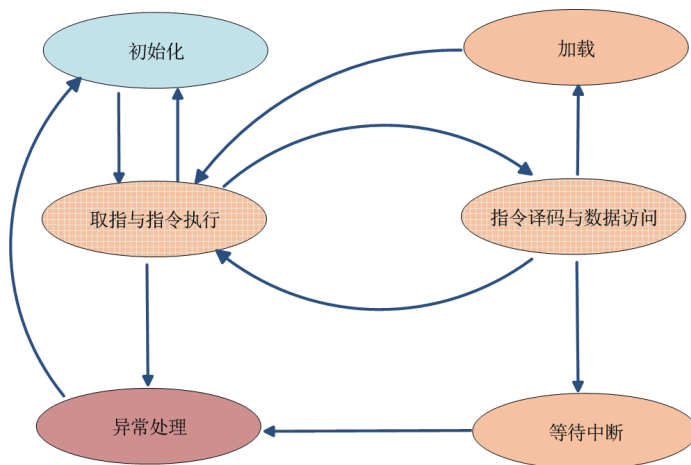 初始化
加载
取指与指令执行
指令译码与数据访问
异常处理
等待中断